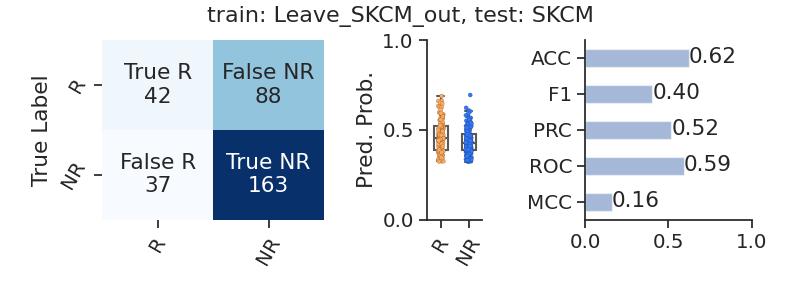 train: Leave_SKCM_out, test: SKCM
True Label
R
NR
True R
42
False NR
88
False R
37
True NR
163
R
NR
Pred. Prob.
1.0
0.5
0.0
R
NR
ACC
F1
PRC
ROC
MCC
0.62
0.40
0.52
0.59
0.16
0.0
0.5
1.0